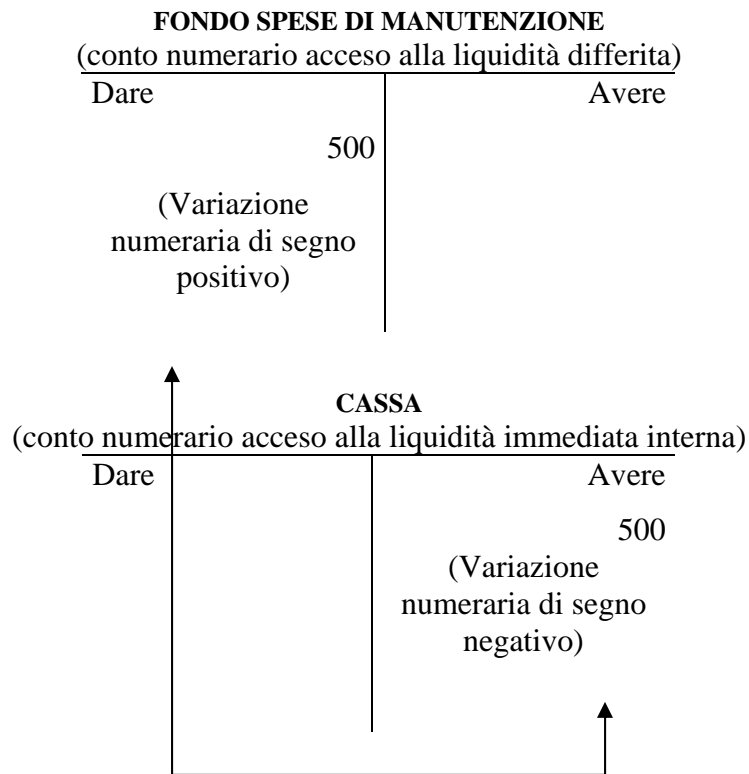 FONDO SPESE DI MANUTENZIONE
(conto numerario acceso alla liquidità differita)
Dare Avere
500
(Variazione
numeraria di segno
positivo)
CASSA
(conto numerario acceso alla liquidità immediata interna)
Dare Avere
500
(Variazione
numeraria di segno
negativo)